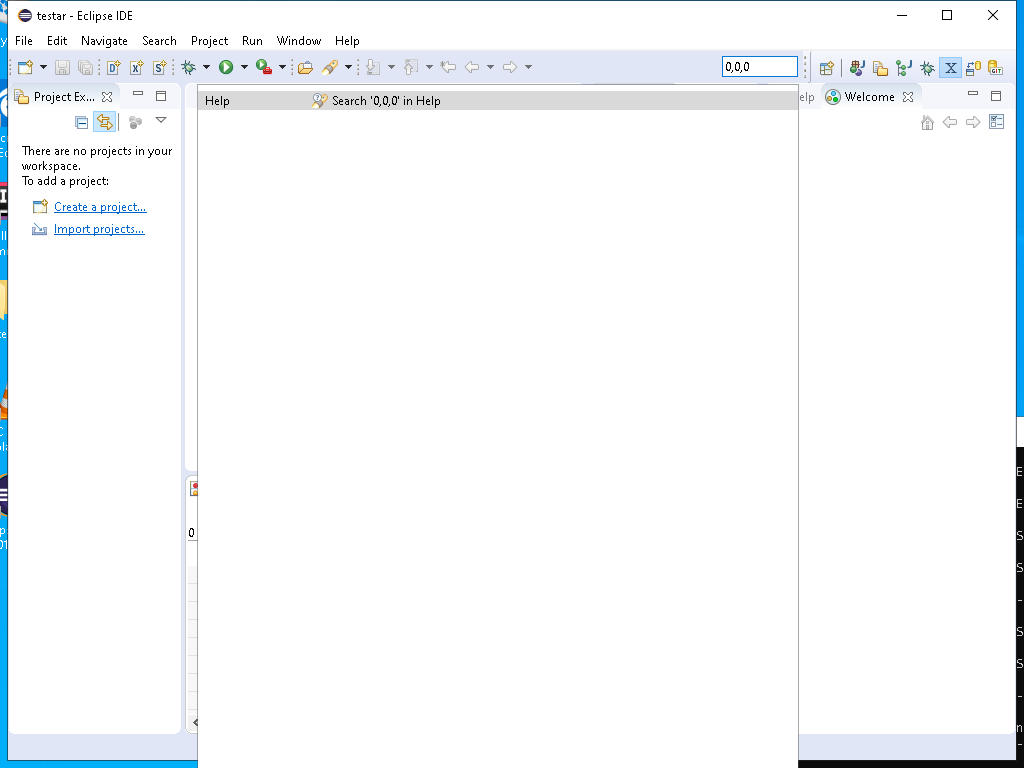 testar - Eclipse IDE
File Edit Navigate Search Project Run Window Help
0,0,0
Project Ex...
elp
Welcome
Help
Search '0,0,0' in Help
There are no projects in your
workspace.
To add a project:
Create a project...
Import projects...
0